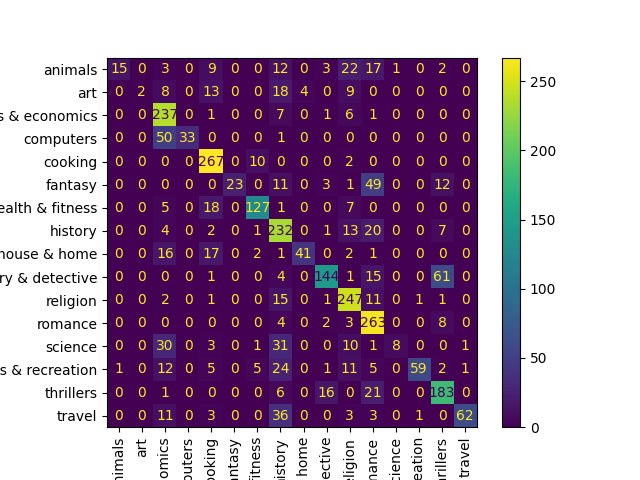 animals 15 0 3 0 9 0 0 12 0 3 22 17 1 0 2 0
art 0 2 8 0 13 0 0 18 4 0 9 0 0 0 0 0
s & economics 0 0 237 0 1 0 0 7 0 1 6 1 0 0 0 0
computers 0 0 50 33 0 0 0 1 0 0 0 0 0 0 0 0
cooking 0 0 0 0 267 0 10 0 0 0 2 0 0 0 0 0
fantasy 0 0 0 0 0 23 0 11 0 3 1 49 0 0 12 0
ealth & fitness 0 0 5 0 18 0 127 1 0 0 7 0 0 0 0 0
history 0 0 4 0 2 0 1 232 0 1 13 20 0 0 7 0
house & home 0 0 16 0 17 0 2 1 41 0 2 1 0 0 0 0
ry & detective 0 0 0 0 1 0 0 4 0 144 1 15 0 0 61 0
religion 0 0 2 0 1 0 0 15 0 1 247 11 0 1 1 0
romance 0 0 0 0 0 0 0 4 0 2 3 263 0 0 8 0
science 0 0 30 0 3 0 1 31 0 0 10 1 8 0 0 1
s & recreation 1 0 12 0 5 0 5 24 0 1 11 5 0 59 2 1
thrillers 0 0 1 0 0 0 0 6 0 16 0 21 0 0 183 0
travel 0 0 11 0 3 0 0 36 0 0 3 3 0 1 0 62
nimals
art
omics
puters
ooking
ntasy
fitness
istory
home
ective
eligion
mance
cience
eation
rillers
travel
250
200
150
100
50
0